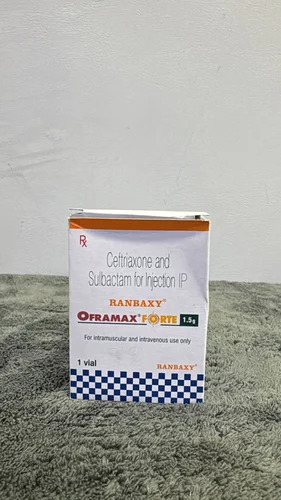 Rx
Ceftriaxone and
Sulbactam for Injection IP
RANBAXY®
OFRAMAX® FORTE 1.5g
For intramuscular and intravenous use only
1 vial
RANBAXY®